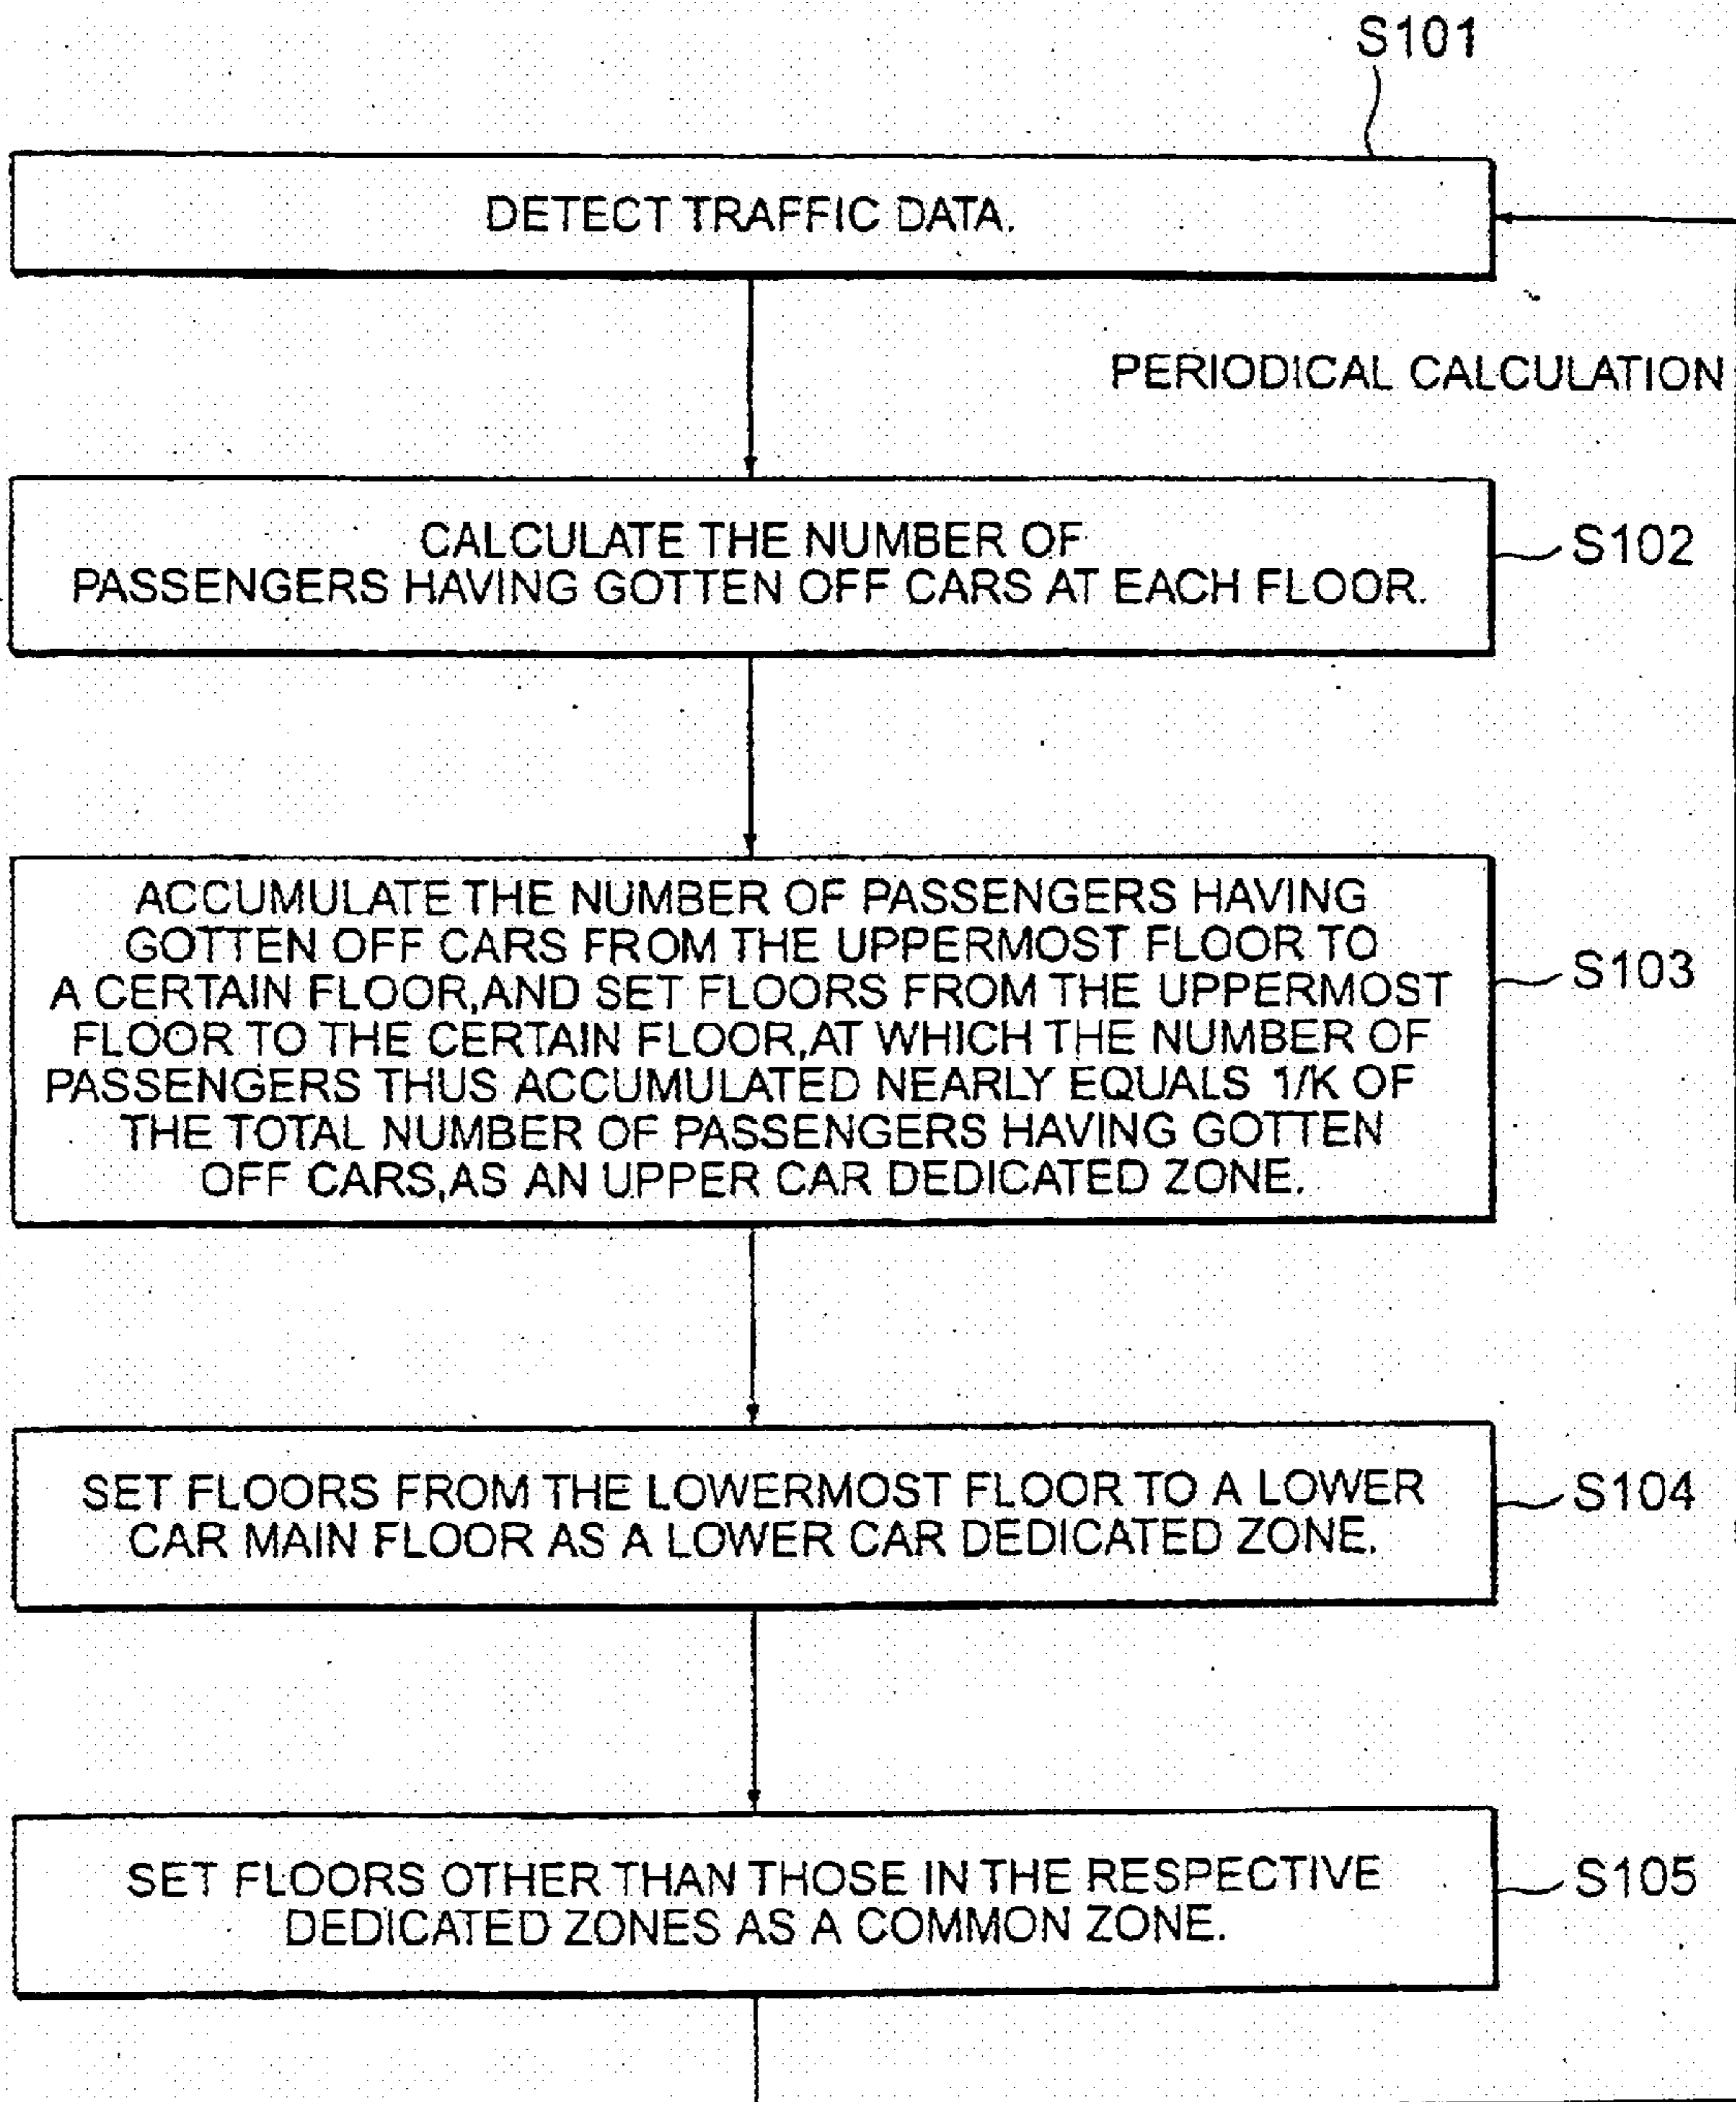 S101
DETECT TRAFFIC DATA.
PERIODICAL CALCULATION
CALCULATE THE NUMBER OF
PASSENGERS HAVING GOTTEN OFF CARS AT EACH FLOOR.
S102
ACCUMULATE THE NUMBER OF PASSENGERS HAVING
GOTTEN OFF CARS FROM THE UPPERMOST FLOOR TO
A CERTAIN FLOOR,AND SET FLOORS FROM THE UPPERMOST
FLOOR TO THE CERTAIN FLOOR,AT WHICH THE NUMBER OF
PASSENGERS THUS ACCUMULATED NEARLY EQUALS 1/K OF
THE TOTAL NUMBER OF PASSENGERS HAVING GOTTEN
OFF CARS,AS AN UPPER CAR DEDICATED ZONE.
S103
SET FLOORS FROM THE LOWERMOST FLOOR TO A LOWER
CAR MAIN FLOOR AS A LOWER CAR DEDICATED ZONE.
S104
SET FLOORS OTHER THAN THOSE IN THE RESPECTIVE
DEDICATED ZONES AS A COMMON ZONE.
S105